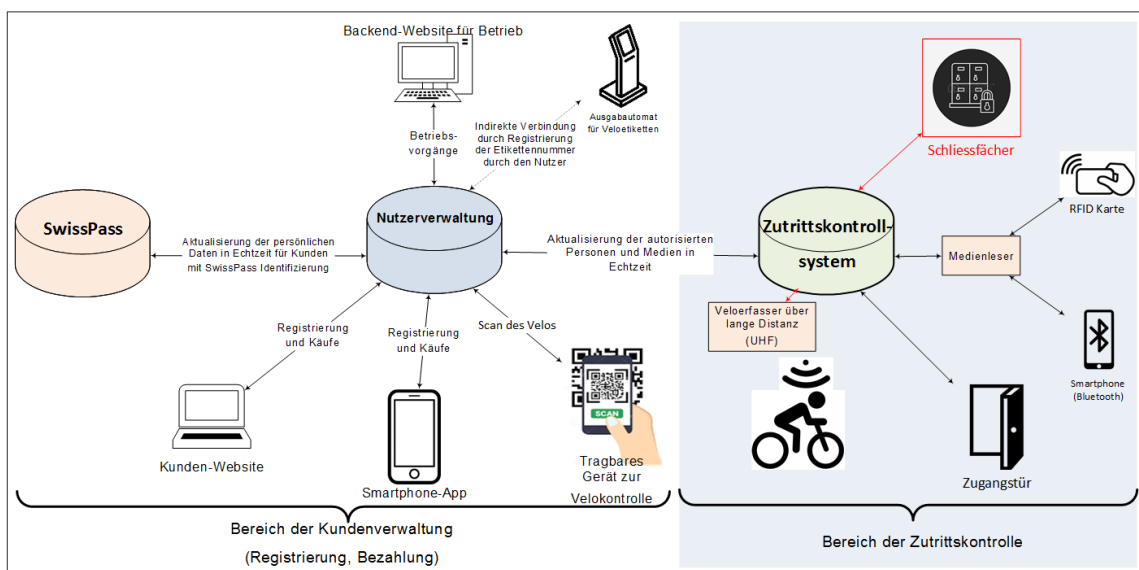 Backend-Website für Betrieb
Ausgabautomat
für Veloetiketten
Indirekte Verbindung
durch Registrierung
der Etikettennummer
durch den Nutzer
Betriebs-
vorgänge
Schliessfächer
RFID Karte
SwissPass
Nutzerverwaltung
Zutrittskontroll-
system
Aktualisierung der persönlichen
Daten in Echtzeit für Kunden
mit SwissPass Identifizierung
Aktualisierung der autorisierten
Personen und Medien in
Echtzeit
Medienleser
Veloerfasser über
lange Distanz
(UHF)
Registrierung
und Käufe
Registrierung
und Käufe
Scan des Velos
SCAN
Smartphone
(Bluetooth)
Kunden-Website
Smartphone-App
Tragbares
Gerät zur
Velokontrolle
Zugangstür
Bereich der Kundenverwaltung
(Registrierung, Bezahlung)
Bereich der Zutrittskontrolle